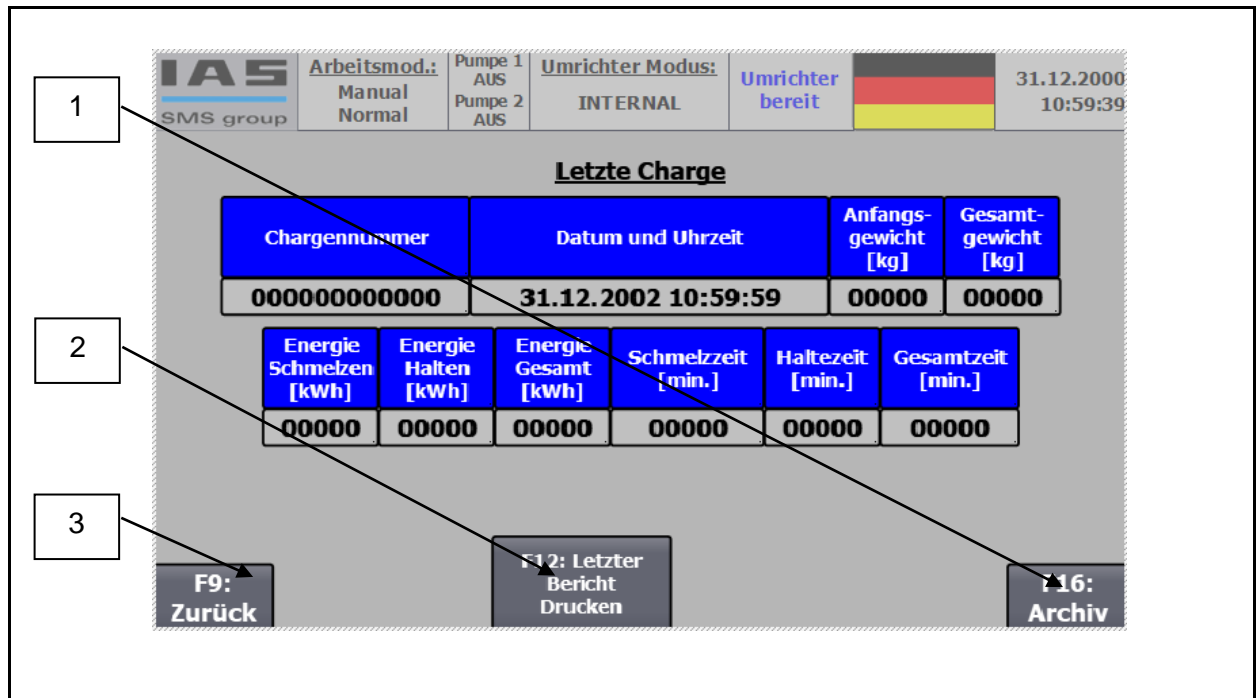 1
2
3
IAS
SMS group
Arbeitsmod.:
Manual
Normal
Pumpe 1
AUS
Pumpe 2
AUS
Umrichter Modus:
INTERNAL
Umrichter
bereit
31.12.2000
10:59:39
Letzte Charge
Chargennummer
Datum und Uhrzeit
Anfangs-
gewicht
[kg]
Gesamt-
gewicht
[kg]
000000000000
31.12.2002 10:59:59
00000
00000
Energie
Schmelzen
[kWh]
Energie
Halten
[kWh]
Energie
Gesamt
[kWh]
Schmelzzeit
[min.]
Haltezeit
[min.]
Gesamtzeit
[min.]
00000
00000
00000
00000
00000
00000
F9:
Zurück
F12: Letzter
Bericht
Drucken
F16:
Archiv